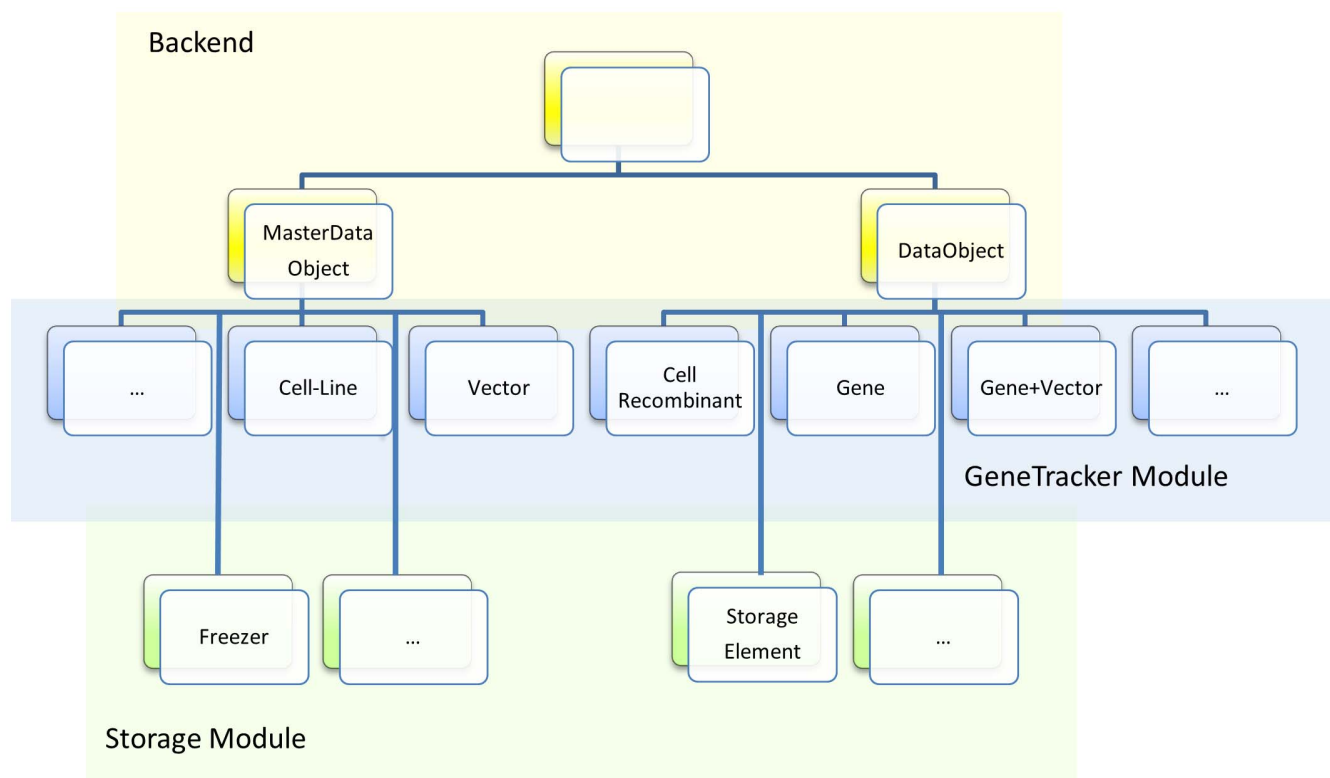 Backend
MasterData
Object
DataObject
...
Cell-Line
Vector
Cell
Recombinant
Gene
Gene+Vector
...
GeneTracker Module
Freezer
...
Storage
Element
...
Storage Module